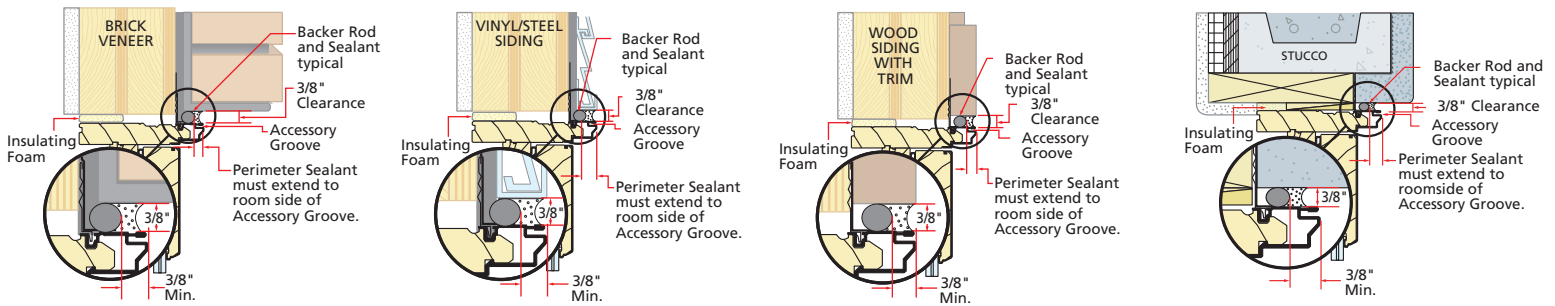 BRICK
VENEER
Backer Rod
and Sealant
typical
3/8"
Clearance
Accessory
Groove
Insulating
Foam
Perimeter Sealant
must extend to
room side of
Accessory Groove.
3/8"
3/8"
Min.
VINYL/STEEL
SIDING
Backer Rod
and Sealant
typical
3/8"
Clearance
Accessory
Groove
Insulating
Foam
Perimeter Sealant
must extend to
room side of
Accessory Groove.
3/8"
3/8"
Min.
WOOD
SIDING
WITH
TRIM
Backer Rod
and Sealant
typical
3/8"
Clearance
Accessory
Groove
Insulating
Foam
Perimeter Sealant
must extend to
room side of
Accessory Groove.
3/8"
3/8"
Min.
STUCCO
Backer Rod and
Sealant typical
3/8" Clearance
Accessory
Groove
Insulating Foam
Perimeter Sealant
must extend to
roomside of
Accessory Groove.
3/8"
3/8"
Min.